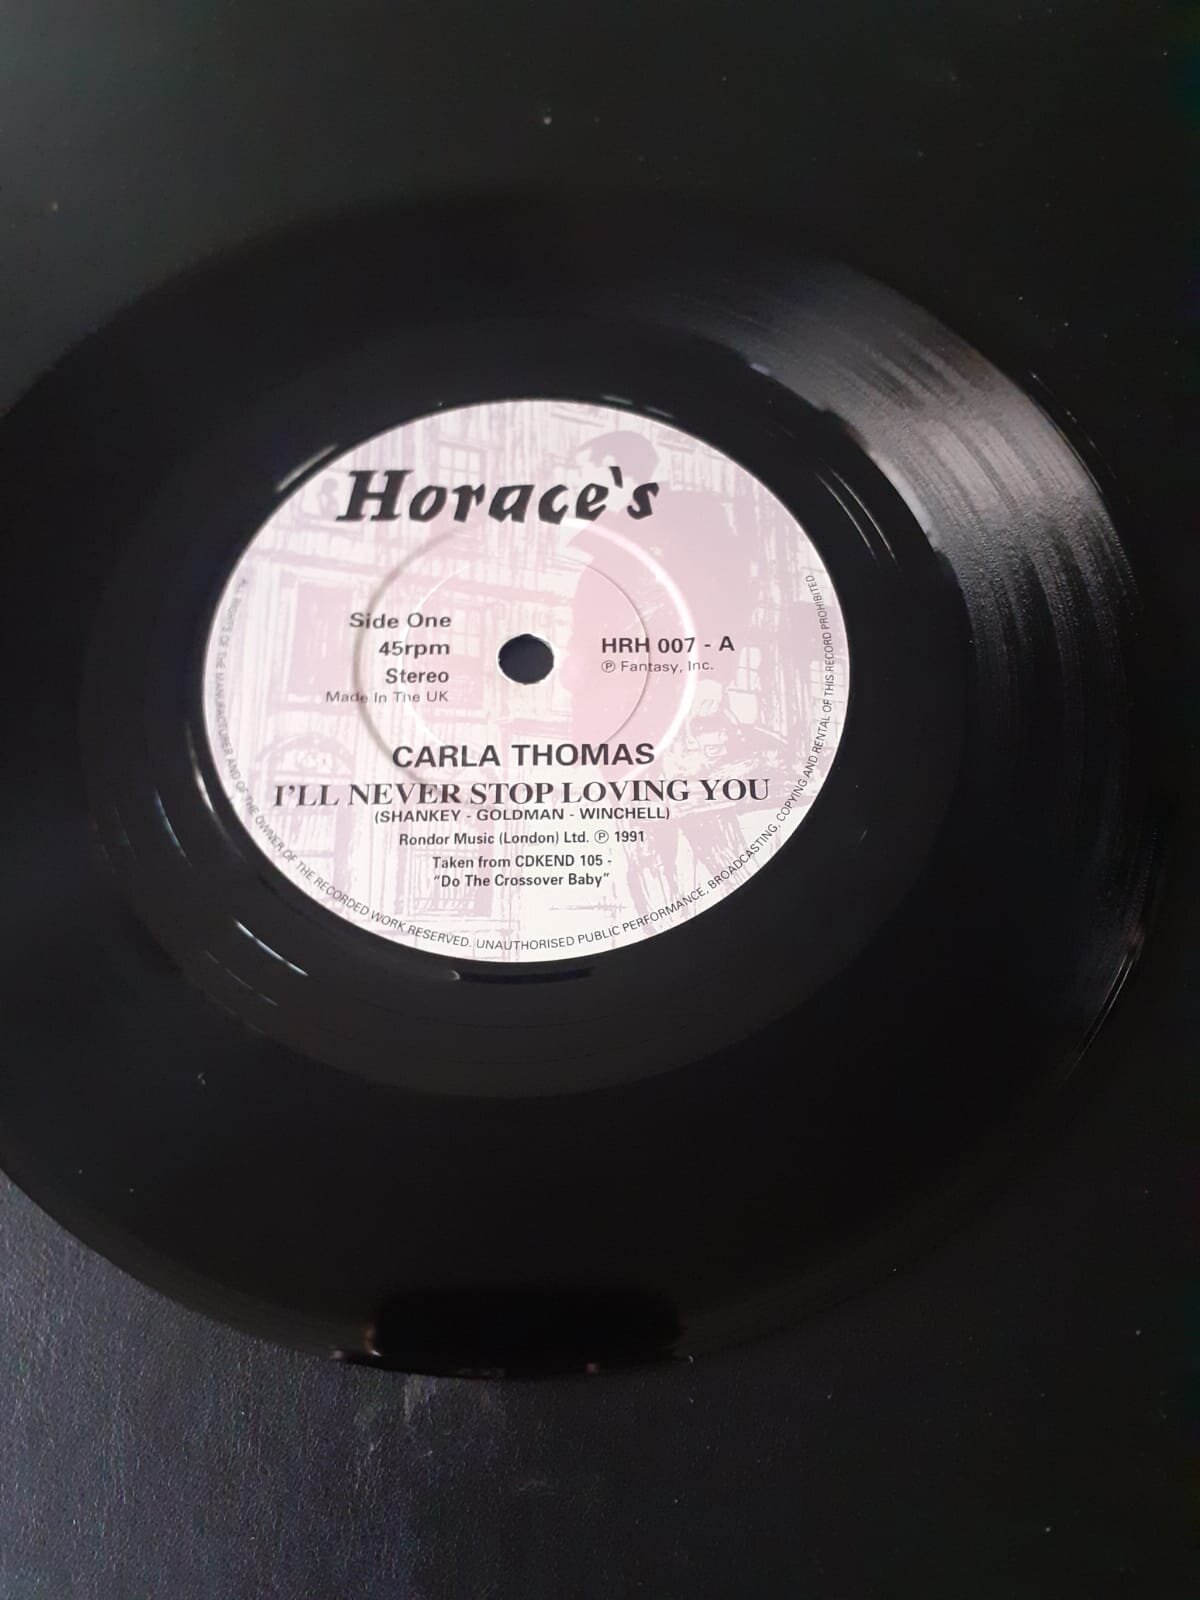 Horace's
Side One
45rpm
Stereo
Made In The UK
HRH 007 - A
℗ Fantasy, Inc.
CARLA THOMAS
I'LL NEVER STOP LOVING YOU
(SHANKEY - GOLDMAN - WINCHELL)
Rondor Music (London) Ltd. ℗ 1991
Taken from CDKEND 105 -
"Do The Crossover Baby"
ALL RIGHTS OF THE MANUFACTURER AND OF THE OWNER OF THE RECORDED WORK RESERVED. UNAUTHORISED PUBLIC PERFORMANCE, BROADCASTING, COPYING AND RENTAL OF THIS RECORD PROHIBITED.